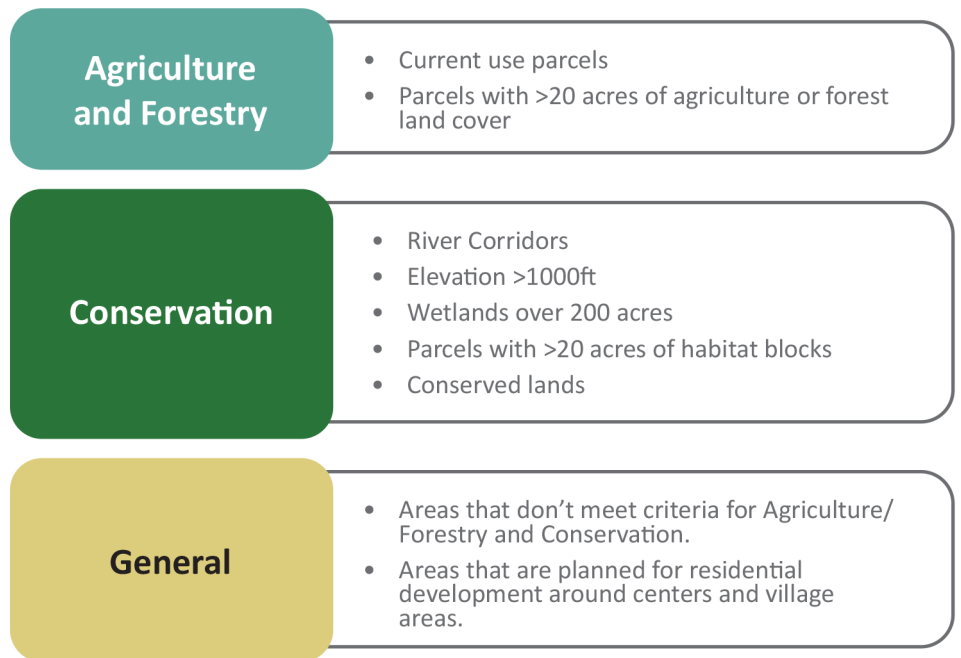 Agriculture
and Forestry
• Current use parcels
• Parcels with >20 acres of agriculture or forest
land cover
Conservation
• River Corridors
• Elevation >1000ft
• Wetlands over 200 acres
• Parcels with >20 acres of habitat blocks
• Conserved lands
General
• Areas that don’t meet criteria for Agriculture/
Forestry and Conservation.
• Areas that are planned for residential
development around centers and village
areas.